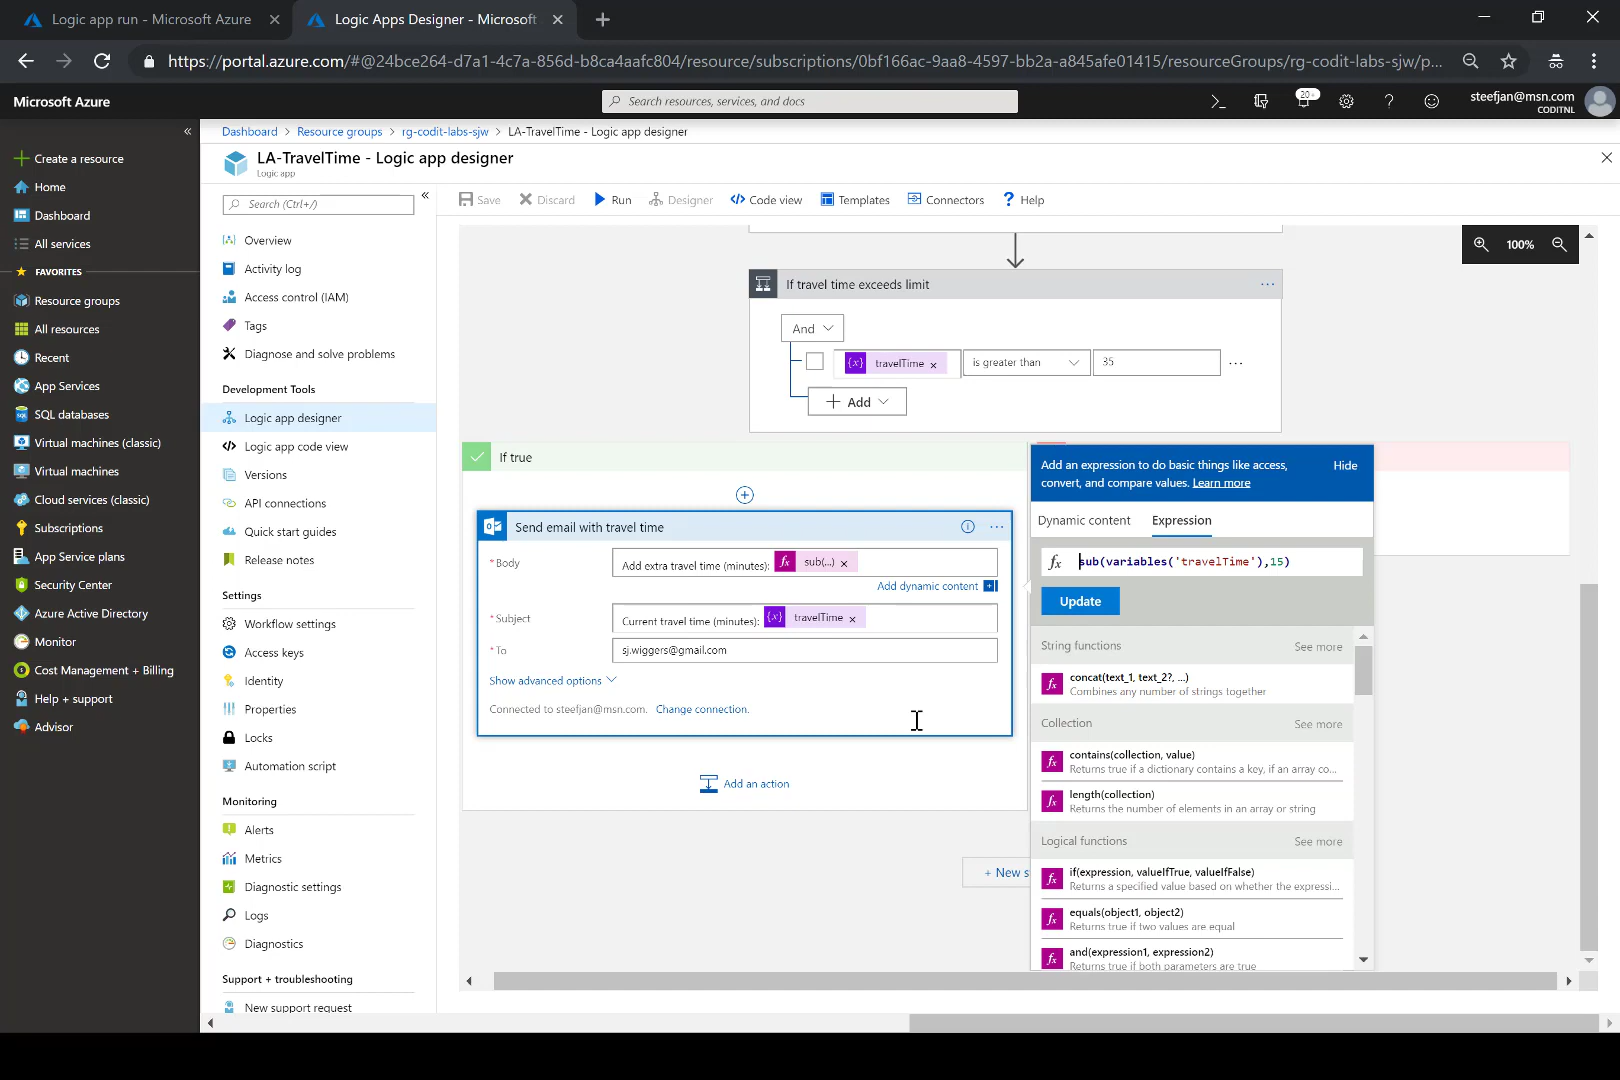 Logic app run - Microsoft Azure
Logic Apps Designer - Microsoft
https://portal.azure.com/#@24bce264-d7a1-4c7a-856d-b8ca4aafc804/resource/subscriptions/0bf166ac-9aa8-4597-bb2a-a845afe01415/resourceGroups/rg-codit-labs-sjw/p...
Microsoft Azure
Search resources, services, and docs
20+
steefjan@msn.com
CODITNL
Create a resource
Home
Dashboard
All services
FAVORITES
Resource groups
All resources
Recent
App Services
SQL databases
Virtual machines (classic)
Virtual machines
Cloud services (classic)
Subscriptions
App Service plans
Security Center
Azure Active Directory
Monitor
Cost Management + Billing
Help + support
Advisor
Dashboard > Resource groups > rg-codit-labs-sjw > LA-TravelTime - Logic app designer
LA-TravelTime - Logic app designer
Logic app
Search (Ctrl+/)
Overview
Activity log
Access control (IAM)
Tags
Diagnose and solve problems
Development Tools
Logic app designer
Logic app code view
Versions
API connections
Quick start guides
Release notes
Settings
Workflow settings
Access keys
Identity
Properties
Locks
Automation script
Monitoring
Alerts
Metrics
Diagnostic settings
Logs
Diagnostics
Support + troubleshooting
New support request
Save
Discard
Run
Designer
Code view
Templates
Connectors
Help
100%
If travel time exceeds limit
And
travelTime
is greater than
35
Add
If true
Send email with travel time
* Body
Add extra travel time (minutes): sub(...)
Add dynamic content
* Subject
Current travel time (minutes): travelTime
* To
sj.wiggers@gmail.com
Show advanced options
Connected to steefjan@msn.com. Change connection.
Add an action
+ New s
Add an expression to do basic things like access,
convert, and compare values. Learn more
Hide
Dynamic content
Expression
fx sub(variables('travelTime'),15)
Update
String functions
See more
fx concat(text_1, text_2?, ...)
Combines any number of strings together
Collection
See more
fx contains(collection, value)
Returns true if a dictionary contains a key, if an array co...
fx length(collection)
Returns the number of elements in an array or string
Logical functions
See more
fx if(expression, valueIfTrue, valueIfFalse)
Returns a specified value based on whether the expressi...
fx equals(object1, object2)
Returns true if two values are equal
fx and(expression1, expression2)
Returns true if both parameters are true